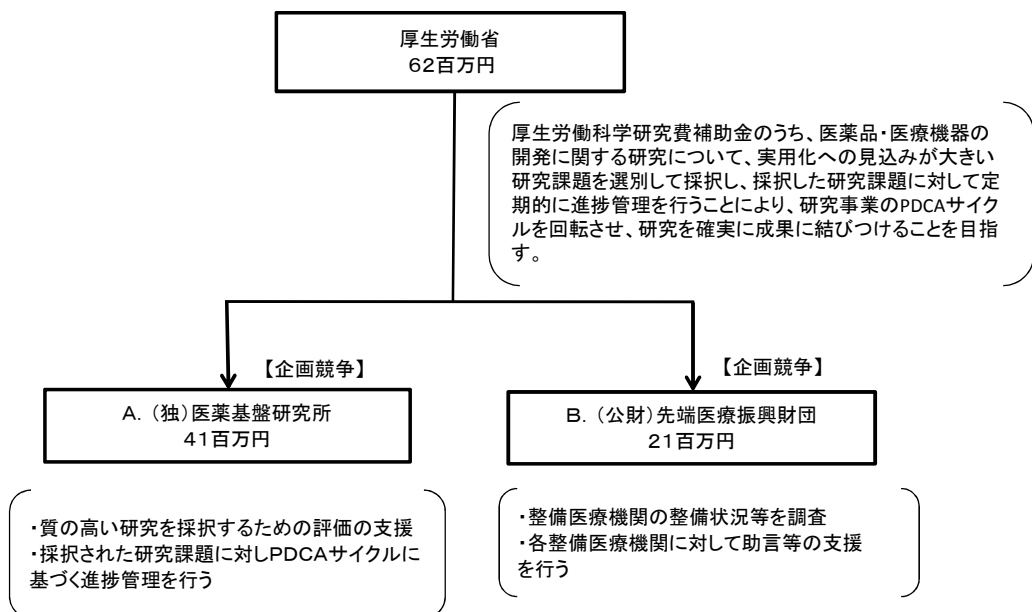 厚生労働省
62百万円
厚生労働科学研究費補助金のうち、医薬品・医療機器の
開発に関する研究について、実用化への見込みが大きい
研究課題を選別して採択し、採択した研究課題に対して定
期的に進捗管理を行うことにより、研究事業のPDCAサイク
ルを回転させ、研究を確実に成果に結びつけることを目指
す。
【企画競争】
【企画競争】
A.（独）医薬基盤研究所
41百万円
B.（公財）先端医療振興財団
21百万円
・質の高い研究を採択するための評価の支援
・採択された研究課題に対しPDCAサイクルに
基づく進捗管理を行う
・整備医療機関の整備状況等を調査
・各整備医療機関に対して助言等の支援
を行う